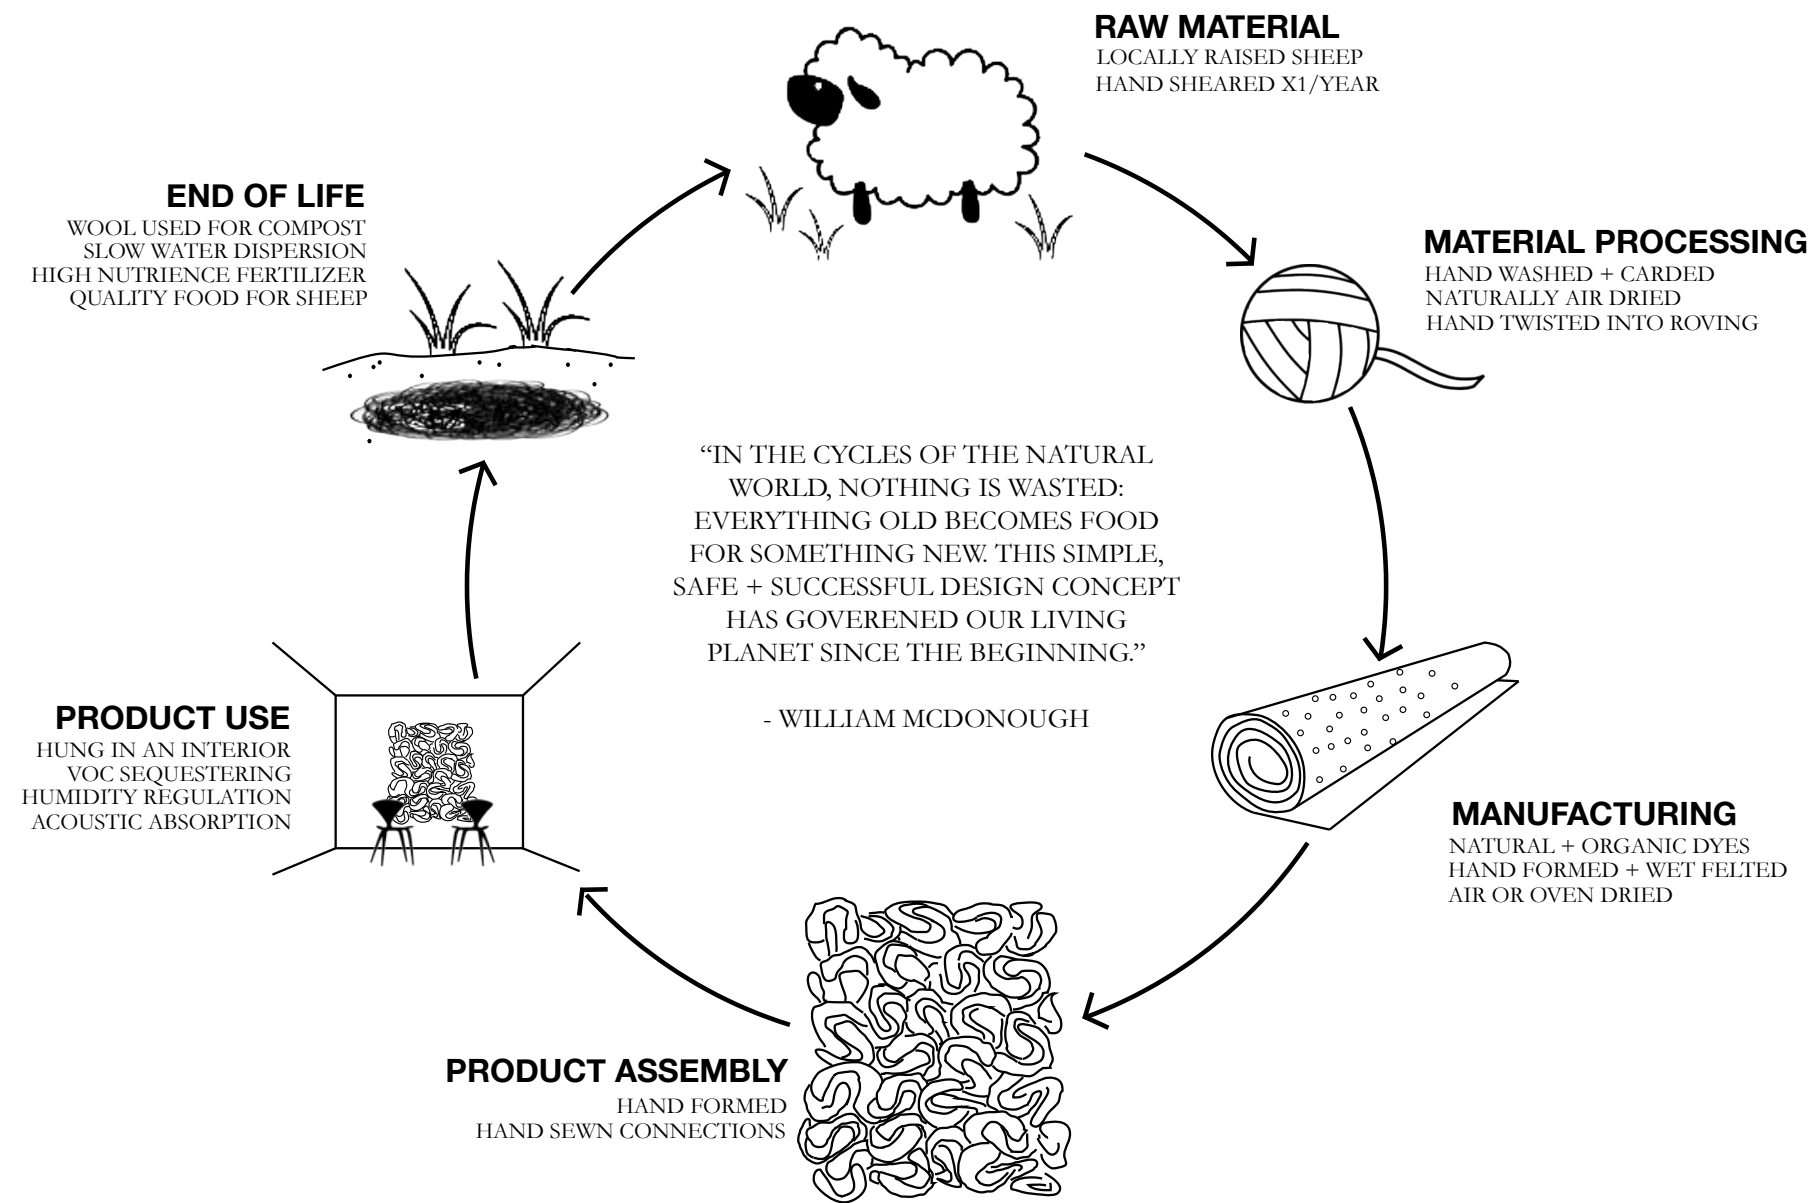 RAW MATERIAL
LOCALLY RAISED SHEEP
HAND SHEARED X1/YEAR
MATERIAL PROCESSING
HAND WASHED + CARDED
NATURALLY AIR DRIED
HAND TWISTED INTO ROVING
MANUFACTURING
NATURAL + ORGANIC DYES
HAND FORMED + WET FELTED
AIR OR OVEN DRIED
PRODUCT ASSEMBLY
HAND FORMED
HAND SEWN CONNECTIONS
PRODUCT USE
HUNG IN AN INTERIOR
VOC SEQUESTERING
HUMIDITY REGULATION
ACOUSTIC ABSORPTION
END OF LIFE
WOOL USED FOR COMPOST
SLOW WATER DISPERSION
HIGH NUTRIENCE FERTILIZER
QUALITY FOOD FOR SHEEP
“IN THE CYCLES OF THE NATURAL
WORLD, NOTHING IS WASTED:
EVERYTHING OLD BECOMES FOOD
FOR SOMETHING NEW. THIS SIMPLE,
SAFE + SUCCESSFUL DESIGN CONCEPT
HAS GOVERENED OUR LIVING
PLANET SINCE THE BEGINNING.”
- WILLIAM MCDONOUGH